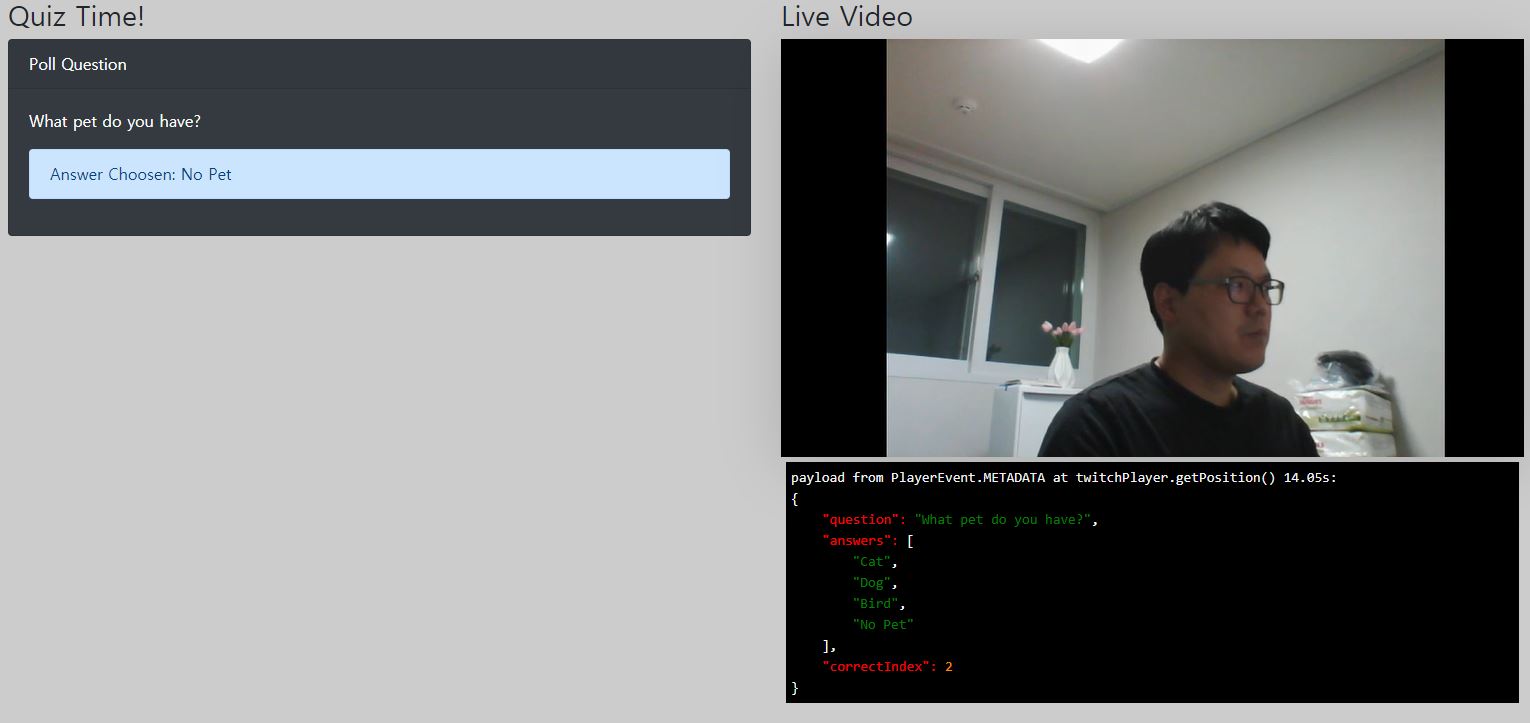 Quiz Time!
Poll Question
What pet do you have?
Answer Choosen: No Pet
Live Video
payload from PlayerEvent.METADATA at twitchPlayer.getPosition() 14.05s:
{
    "question": "What pet do you have?",
    "answers": [
        "Cat",
        "Dog",
        "Bird",
        "No Pet"
    ],
    "correctIndex": 2
}